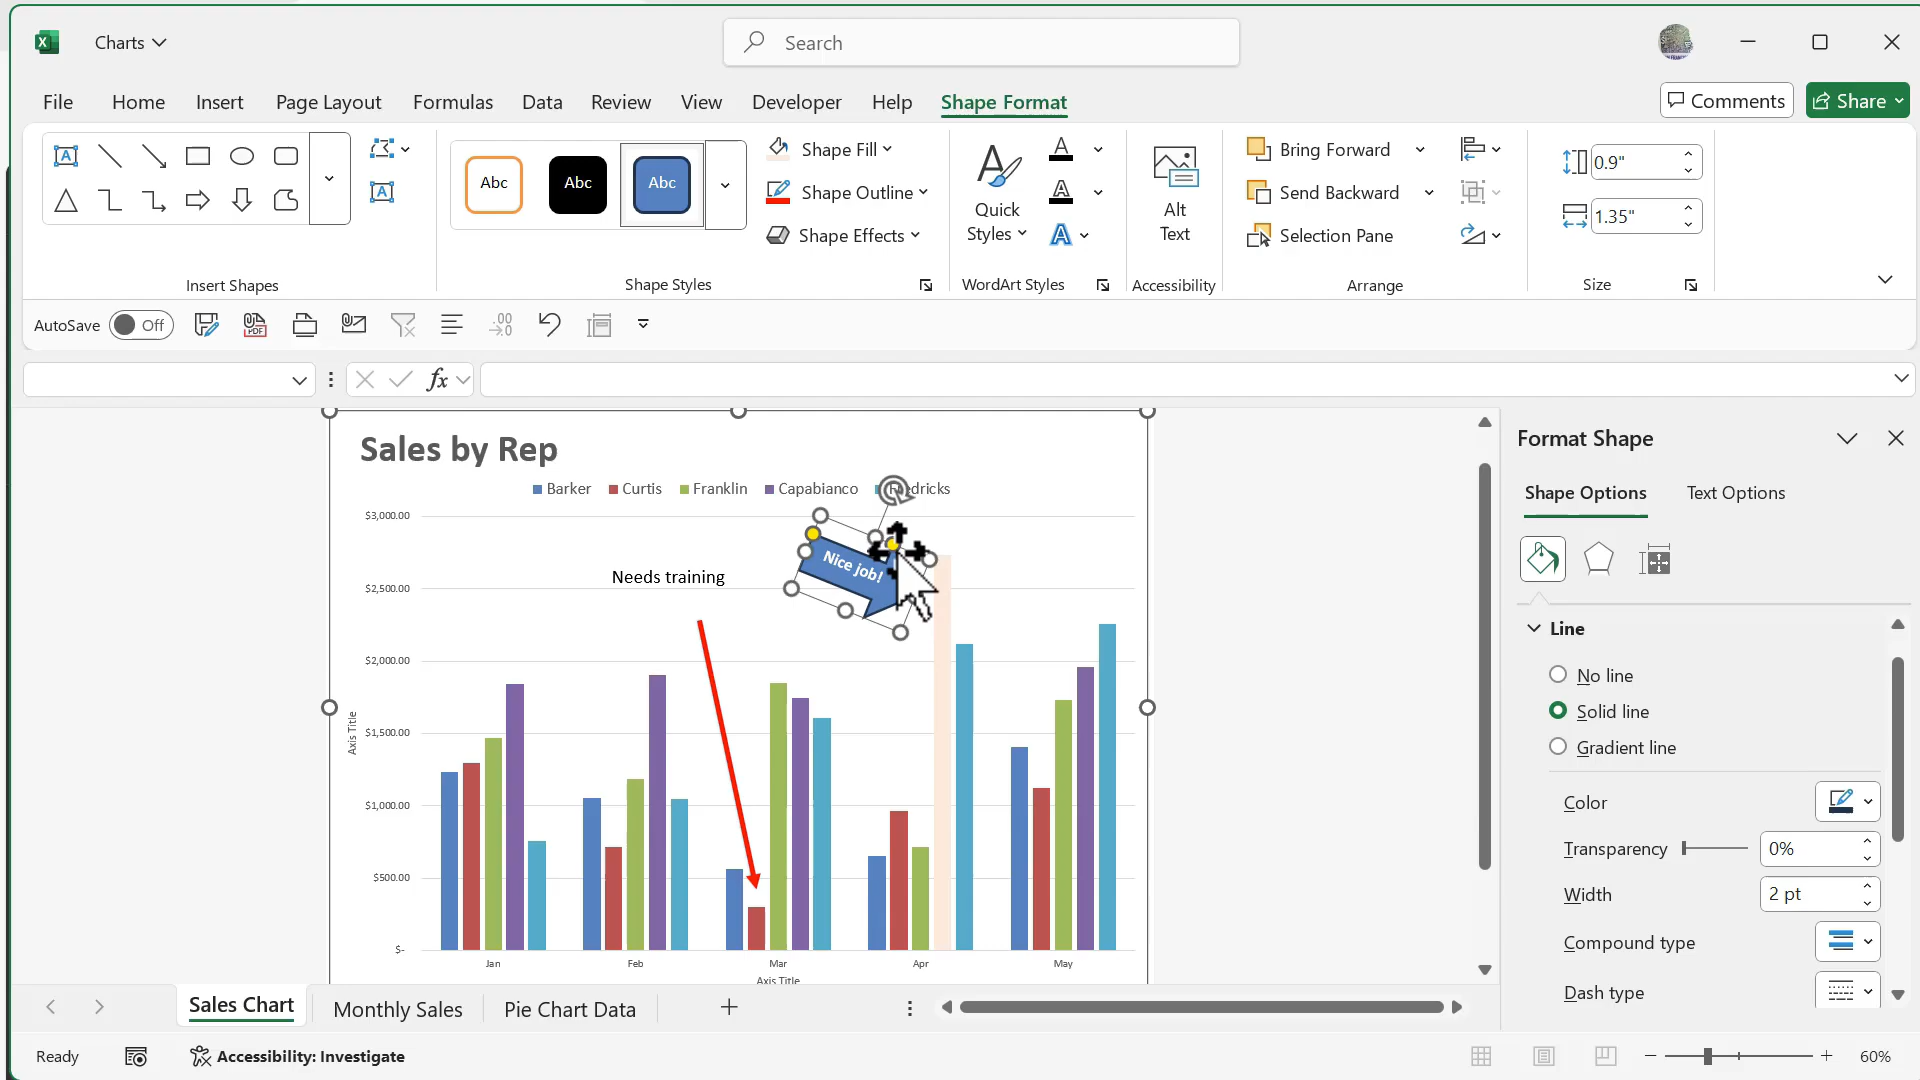 Charts
Search
File Home Insert Page Layout Formulas Data Review View Developer Help Shape Format
Comments Share
Abc Abc Abc
Shape Fill
Shape Outline
Shape Effects
Quick
Styles
Alt
Text
Bring Forward
Send Backward
Selection Pane
0.9"
1.35"
Insert Shapes Shape Styles WordArt Styles Accessibility Arrange Size
AutoSave Off
fx
Sales by Rep
Barker Curtis Franklin Capabianco
$3,000.00
$2,500.00
$2,000.00
$1,500.00
$1,000.00
$500.00
$-
Axis Title
Needs training
Nice job!
Jan Feb Mar Apr May
Axis Title
Format Shape
Shape Options Text Options
Line
No line
Solid line
Gradient line
Color
Transparency 0%
Width 2 pt
Compound type
Dash type
Sales Chart Monthly Sales Pie Chart Data
Ready
Accessibility: Investigate
60%